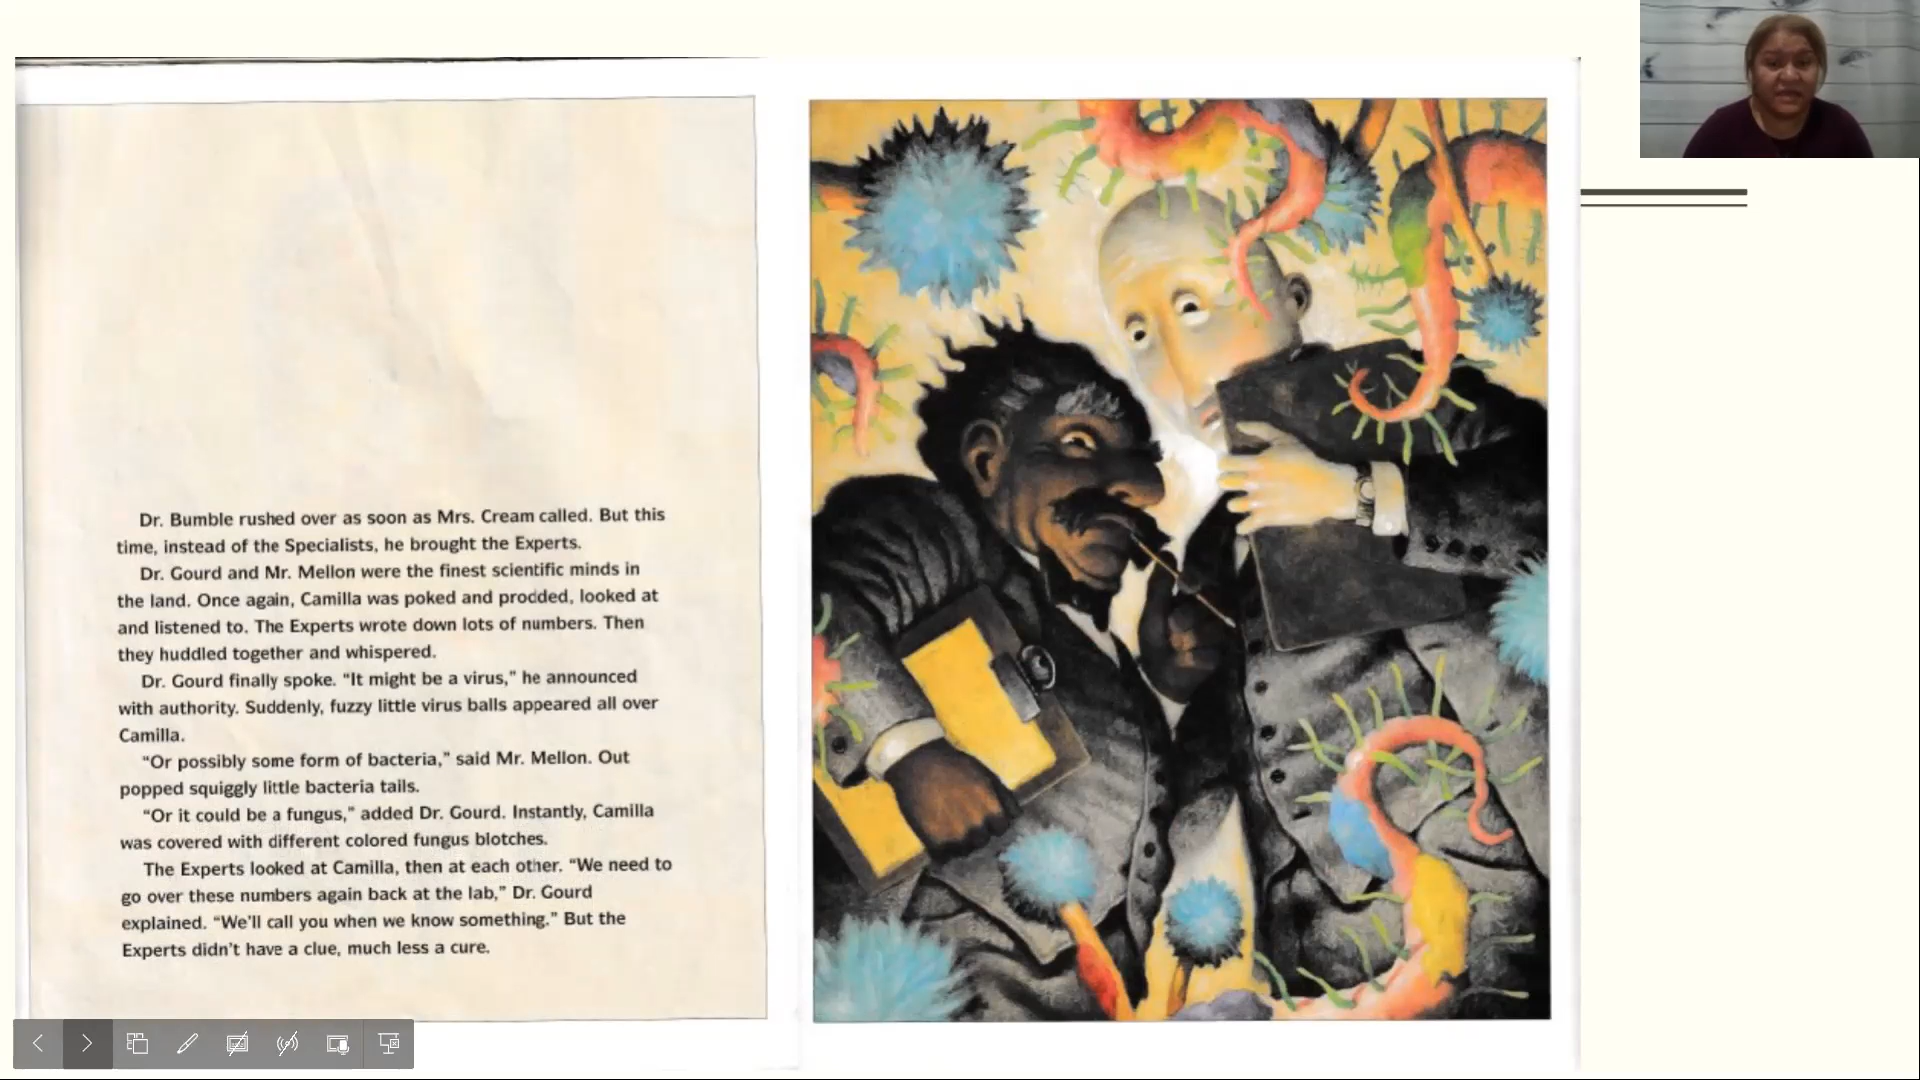 Dr. Bumble rushed over as soon as Mrs. Cream called. But this
time, instead of the Specialists, he brought the Experts.
Dr. Gourd and Mr. Mellon were the finest scientific minds in
the land. Once again, Camilla was poked and prodded, looked at
and listened to. The Experts wrote down lots of numbers. Then
they huddled together and whispered.
Dr. Gourd finally spoke. “It might be a virus,” he announced
with authority. Suddenly, fuzzy little virus balls appeared all over
Camilla.
“Or possibly some form of bacteria,” said Mr. Mellon. Out
popped squiggly little bacteria tails.
“Or it could be a fungus,” added Dr. Gourd. Instantly, Camilla
was covered with different colored fungus blotches.
The Experts looked at Camilla, then at each other. “We need to
go over these numbers again back at the lab,” Dr. Gourd
explained. “We’ll call you when we know something.” But the
Experts didn’t have a clue, much less a cure.